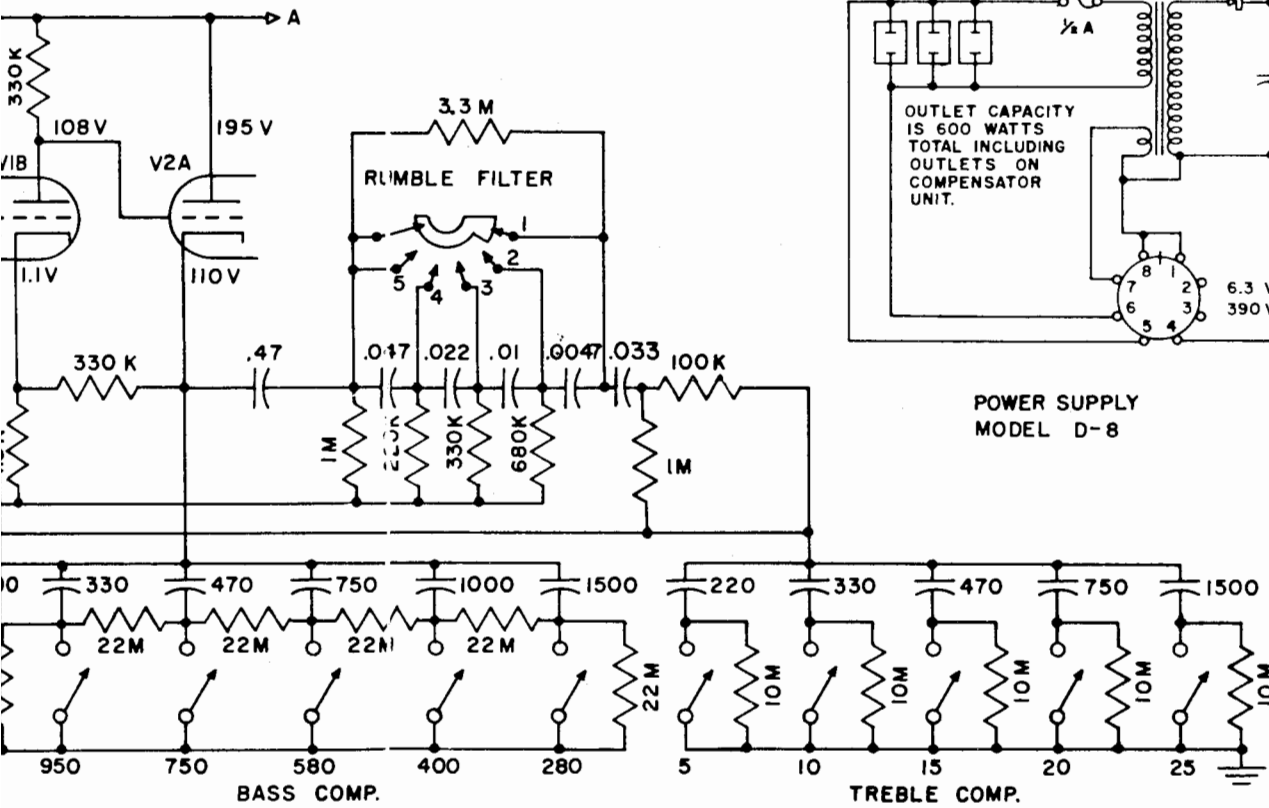 A
330K
108V
195V
V1B
V2A
1.1V
110V
3.3 M
RUMBLE FILTER
1
2
3
4
5
½ A
OUTLET CAPACITY
IS 600 WATTS
TOTAL INCLUDING
OUTLETS ON
COMPENSATOR
UNIT.
8
1
7
2
6
3
5
4
6.3 V
390 V
POWER SUPPLY
MODEL D-8
330 K
.47
.047
.022
.01
.0047
.033
100K
1M
330K
680K
1M
330
470
750
1000
1500
220
330
470
750
1500
22M
22M
22M
22M
22M
10M
10M
10M
10M
10M
950
750
580
400
280
5
10
15
20
25
BASS COMP.
TREBLE COMP.